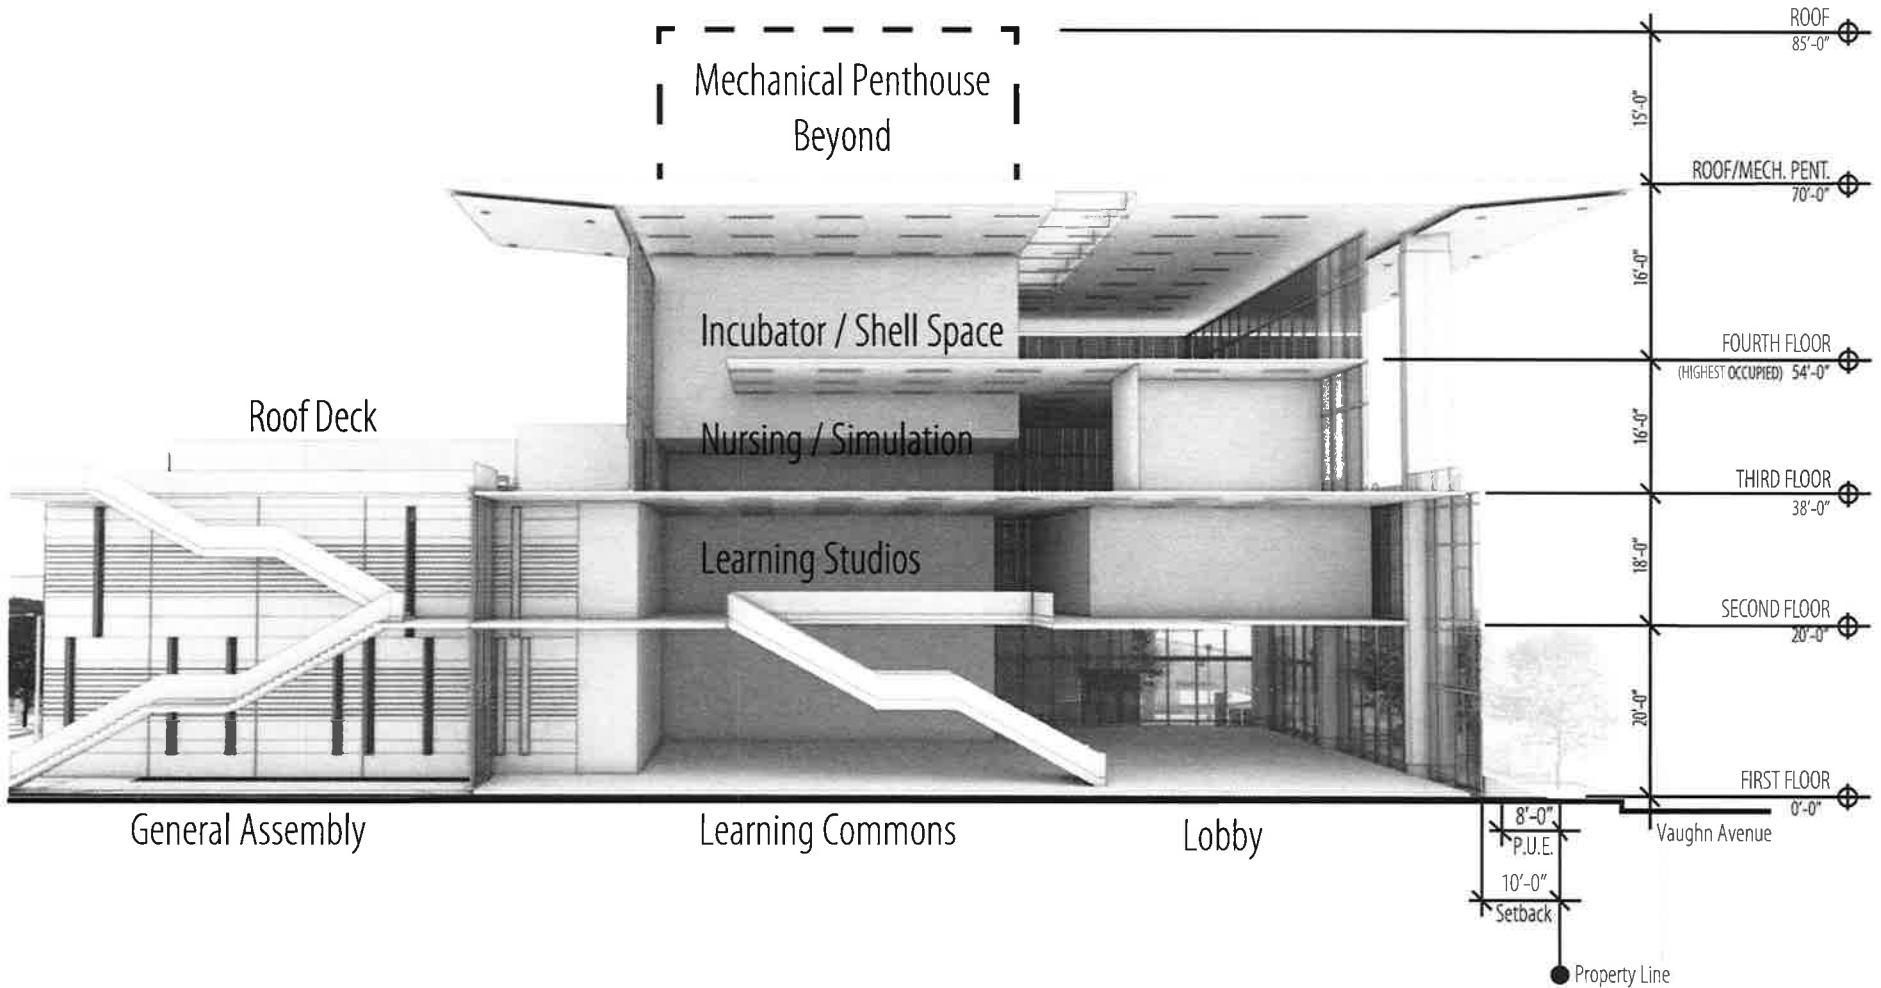 ROOF
85'-0"
Mechanical Penthouse
Beyond
15'-0"
ROOF/MECH. PENT.
70'-0"
16'-0"
Incubator / Shell Space
FOURTH FLOOR
(HIGHEST OCCUPIED) 54'-0"
Roof Deck
Nursing / Simulation
16'-0"
THIRD FLOOR
38'-0"
Learning Studios
18'-0"
SECOND FLOOR
20'-0"
20'-0"
FIRST FLOOR
0'-0"
General Assembly
Learning Commons
Lobby
8'-0"
P.U.E.
Vaughn Avenue
10'-0"
Setback
Property Line